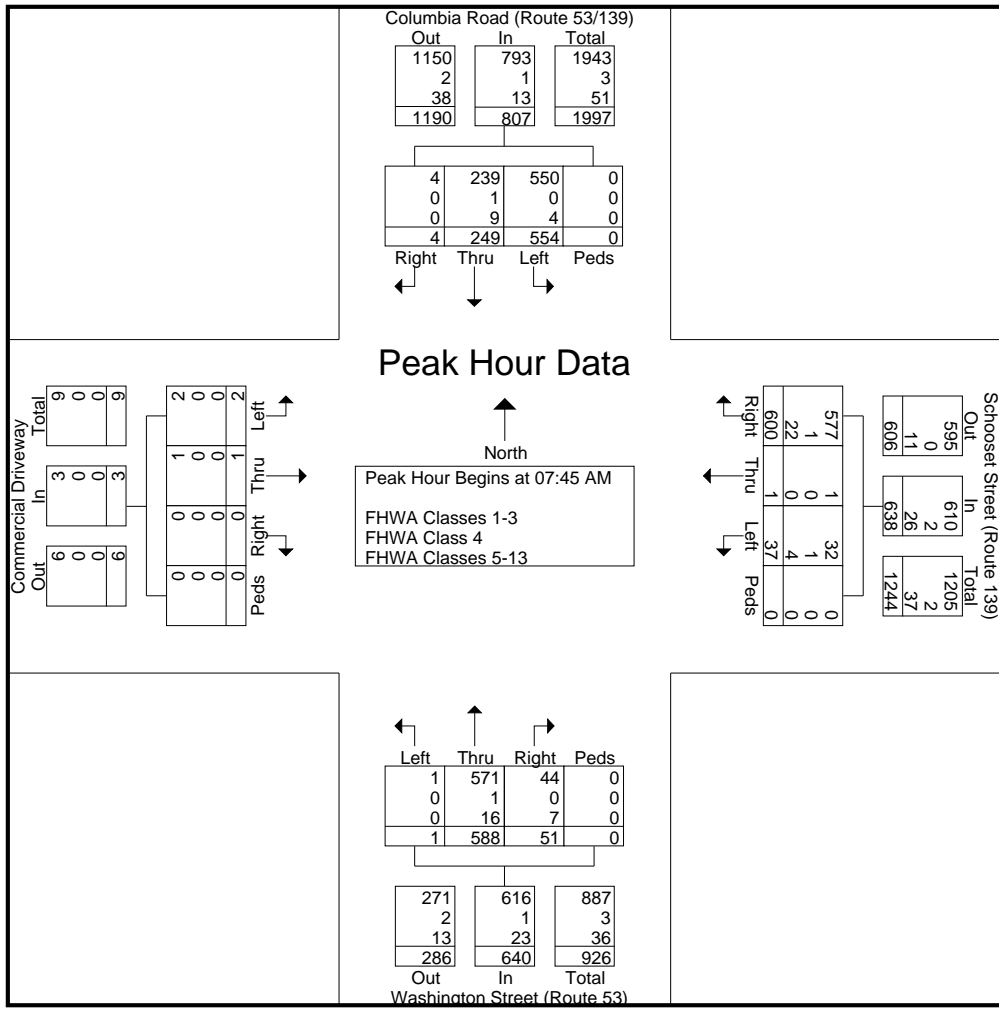 Columbia Road (Route 53/139)
Out In Total
1150 793 1943
2 1 3
38 13 51
1190 807 1997
4 239 550 0
0 1 0 0
0 9 4 0
4 249 554 0
Right Thru Left Peds
Peak Hour Data
North
Peak Hour Begins at 07:45 AM
FHWA Classes 1-3
FHWA Class 4
FHWA Classes 5-13
Commercial Driveway
Out In Total
6 3 9
0 0 0
0 0 0
6 3 9
Left Thru Right Peds
2 1 0 0
0 0 0 0
0 0 0 0
2 1 0 0
Schooset Street (Route 139)
Out In Total
595 610 1205
0 2 2
11 26 37
606 638 1244
577 1 32 0
1 0 1 0
22 0 4 0
600 1 37 0
Right Thru Left Peds
Left Thru Right Peds
1 571 44 0
0 1 0 0
0 16 7 0
1 588 51 0
271 616 887
2 1 3
13 23 36
286 640 926
Out In Total
Washington Street (Route 53)